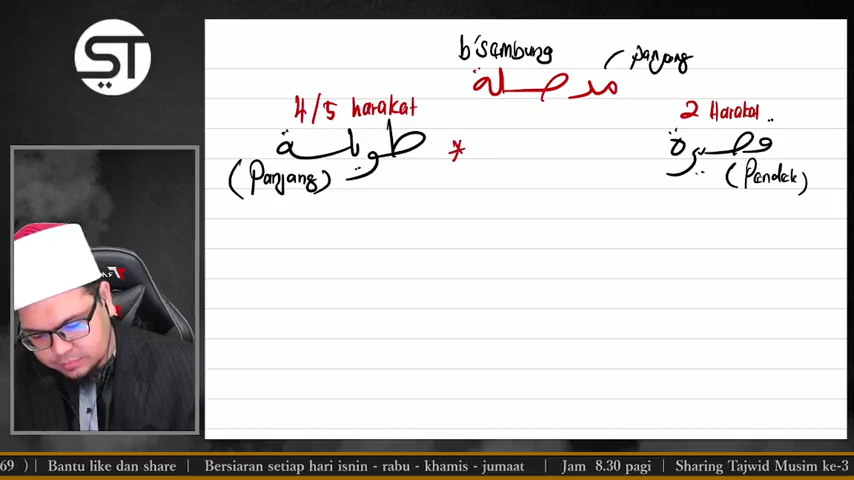 ST
b'sambung
مد صلة
panjang
4/5 harakat
2 Harakat
طويلة *
قصيرة
(Panjang)
(Pendek)
69 ) | Bantu like dan share | Bersiaran setiap hari isnin - rabu - khamis - jumaat | Jam 8.30 pagi | Sharing Tajwid Musim ke-3